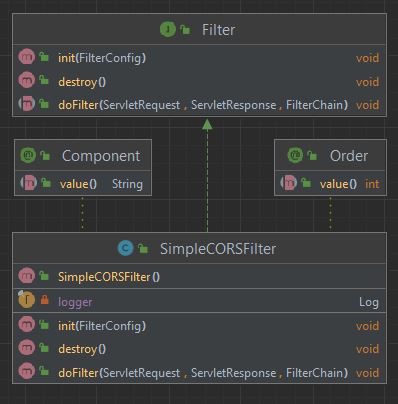 Filter
init(FilterConfig) void
destroy() void
doFilter(ServletRequest , ServletResponse , FilterChain) void
Component
value() String
Order
value() int
SimpleCORSFilter
SimpleCORSFilter()
logger Log
init(FilterConfig) void
destroy() void
doFilter(ServletRequest , ServletResponse , FilterChain) void